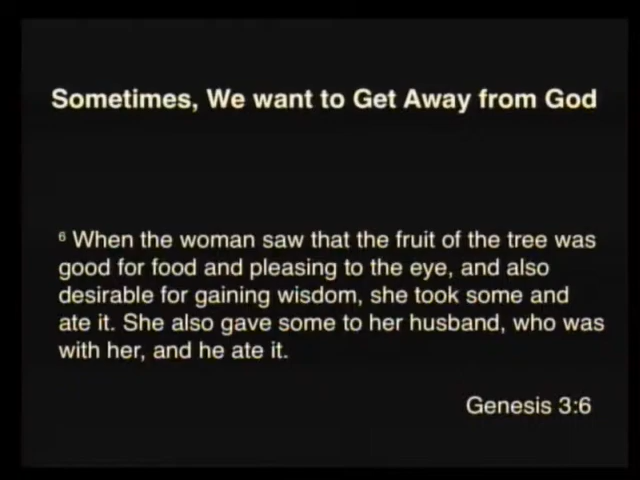 Sometimes, We want to Get Away from God
6 When the woman saw that the fruit of the tree was
good for food and pleasing to the eye, and also
desirable for gaining wisdom, she took some and
ate it. She also gave some to her husband, who was
with her, and he ate it.
Genesis 3:6